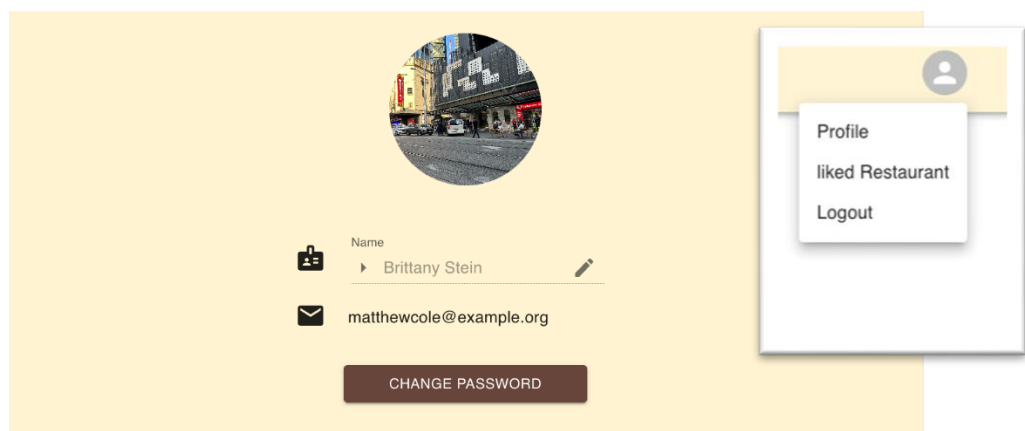 Name
Brittany Stein
matthewcole@example.org
CHANGE PASSWORD
Profile
liked Restaurant
Logout